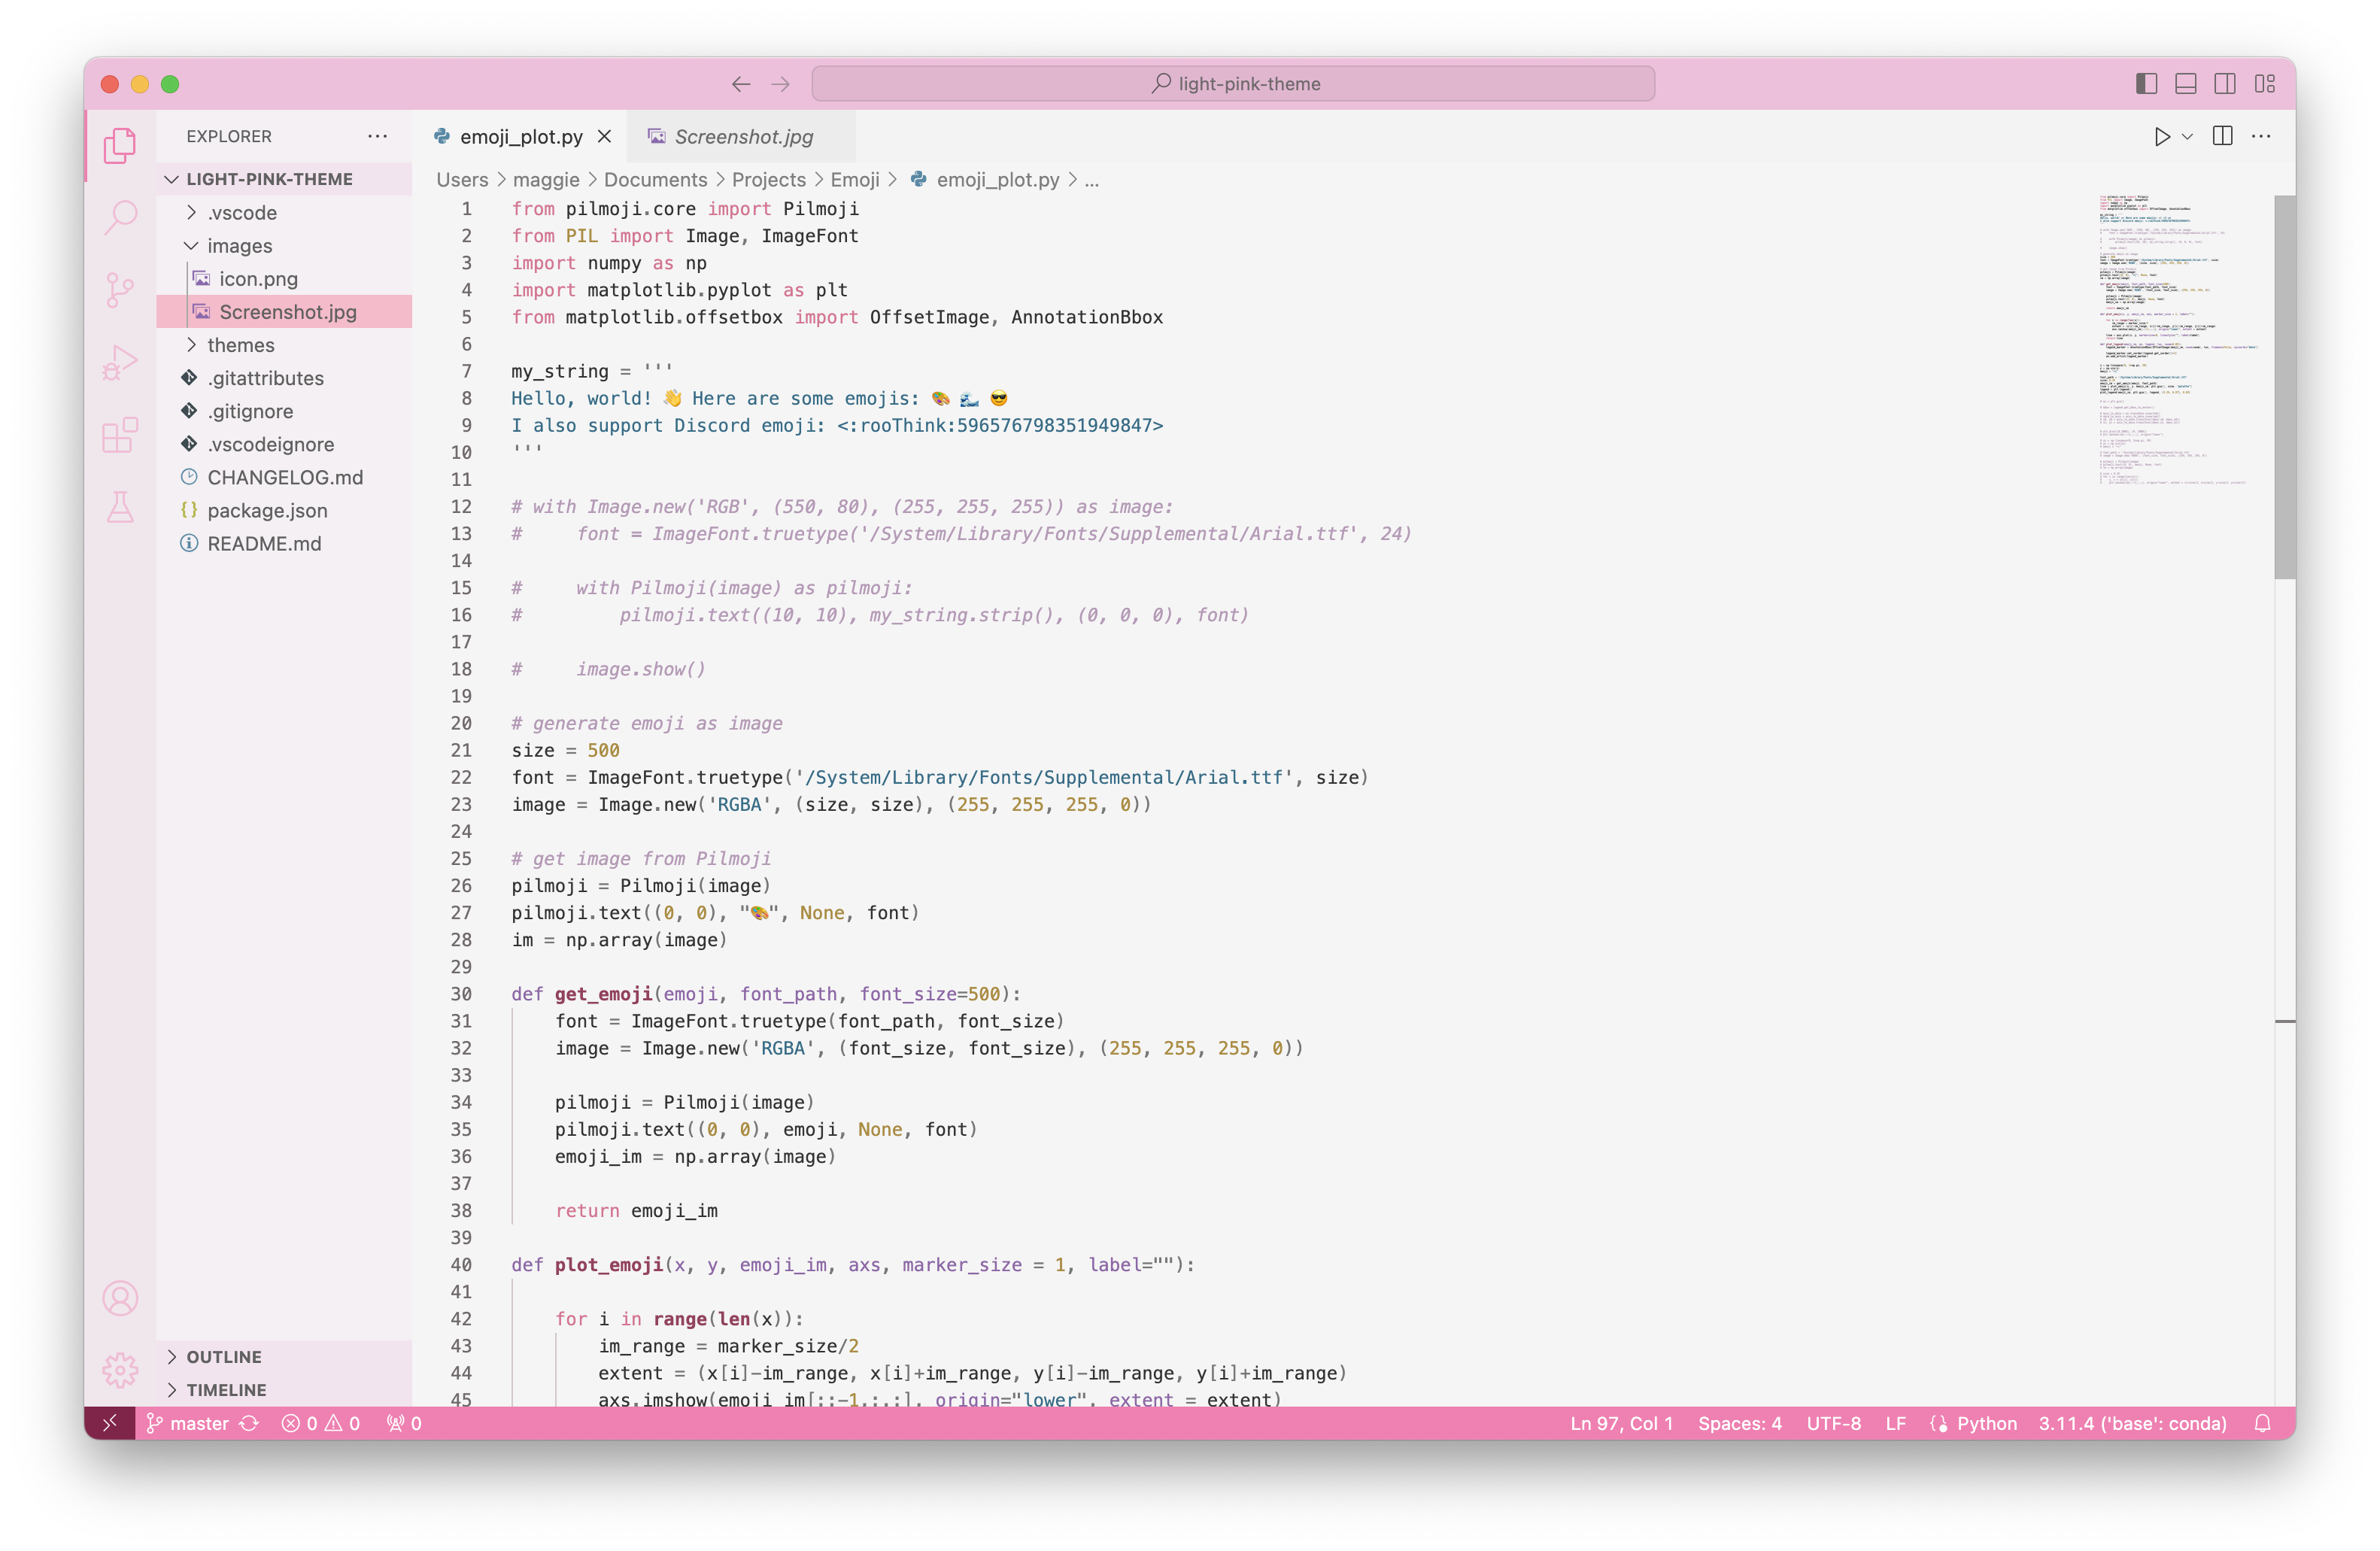 light-pink-theme
EXPLORER
LIGHT-PINK-THEME
.vscode
images
icon.png
Screenshot.jpg
themes
.gitattributes
.gitignore
.vscodeignore
CHANGELOG.md
package.json
README.md
OUTLINE
TIMELINE
emoji_plot.py
Screenshot.jpg
Users > maggie > Documents > Projects > Emoji > emoji_plot.py > ...
1 from pilmoji.core import Pilmoji
2 from PIL import Image, ImageFont
3 import numpy as np
4 import matplotlib.pyplot as plt
5 from matplotlib.offsetbox import OffsetImage, AnnotationBbox
6
7 my_string = '''
8 Hello, world! 👋 Here are some emojis: 🎨 🌊 😎
9 I also support Discord emoji: <:rooThink:596576798351949847>
10 '''
11
12 # with Image.new('RGB', (550, 80), (255, 255, 255)) as image:
13 #     font = ImageFont.truetype('/System/Library/Fonts/Supplemental/Arial.ttf', 24)
14
15 #     with Pilmoji(image) as pilmoji:
16 #         pilmoji.text((10, 10), my_string.strip(), (0, 0, 0), font)
17
18 #     image.show()
19
20 # generate emoji as image
21 size = 500
22 font = ImageFont.truetype('/System/Library/Fonts/Supplemental/Arial.ttf', size)
23 image = Image.new('RGBA', (size, size), (255, 255, 255, 0))
24
25 # get image from Pilmoji
26 pilmoji = Pilmoji(image)
27 pilmoji.text((0, 0), "🎨", None, font)
28 im = np.array(image)
29
30 def get_emoji(emoji, font_path, font_size=500):
31     font = ImageFont.truetype(font_path, font_size)
32     image = Image.new('RGBA', (font_size, font_size), (255, 255, 255, 0))
33
34     pilmoji = Pilmoji(image)
35     pilmoji.text((0, 0), emoji, None, font)
36     emoji_im = np.array(image)
37
38     return emoji_im
39
40 def plot_emoji(x, y, emoji_im, axs, marker_size = 1, label=""):
41
42     for i in range(len(x)):
43         im_range = marker_size/2
44         extent = (x[i]-im_range, x[i]+im_range, y[i]-im_range, y[i]+im_range)
45         axs.imshow(emoji_im[::-1,:,:], origin="lower", extent = extent)
master 0 0 0
Ln 97, Col 1 Spaces: 4 UTF-8 LF Python 3.11.4 ('base': conda)